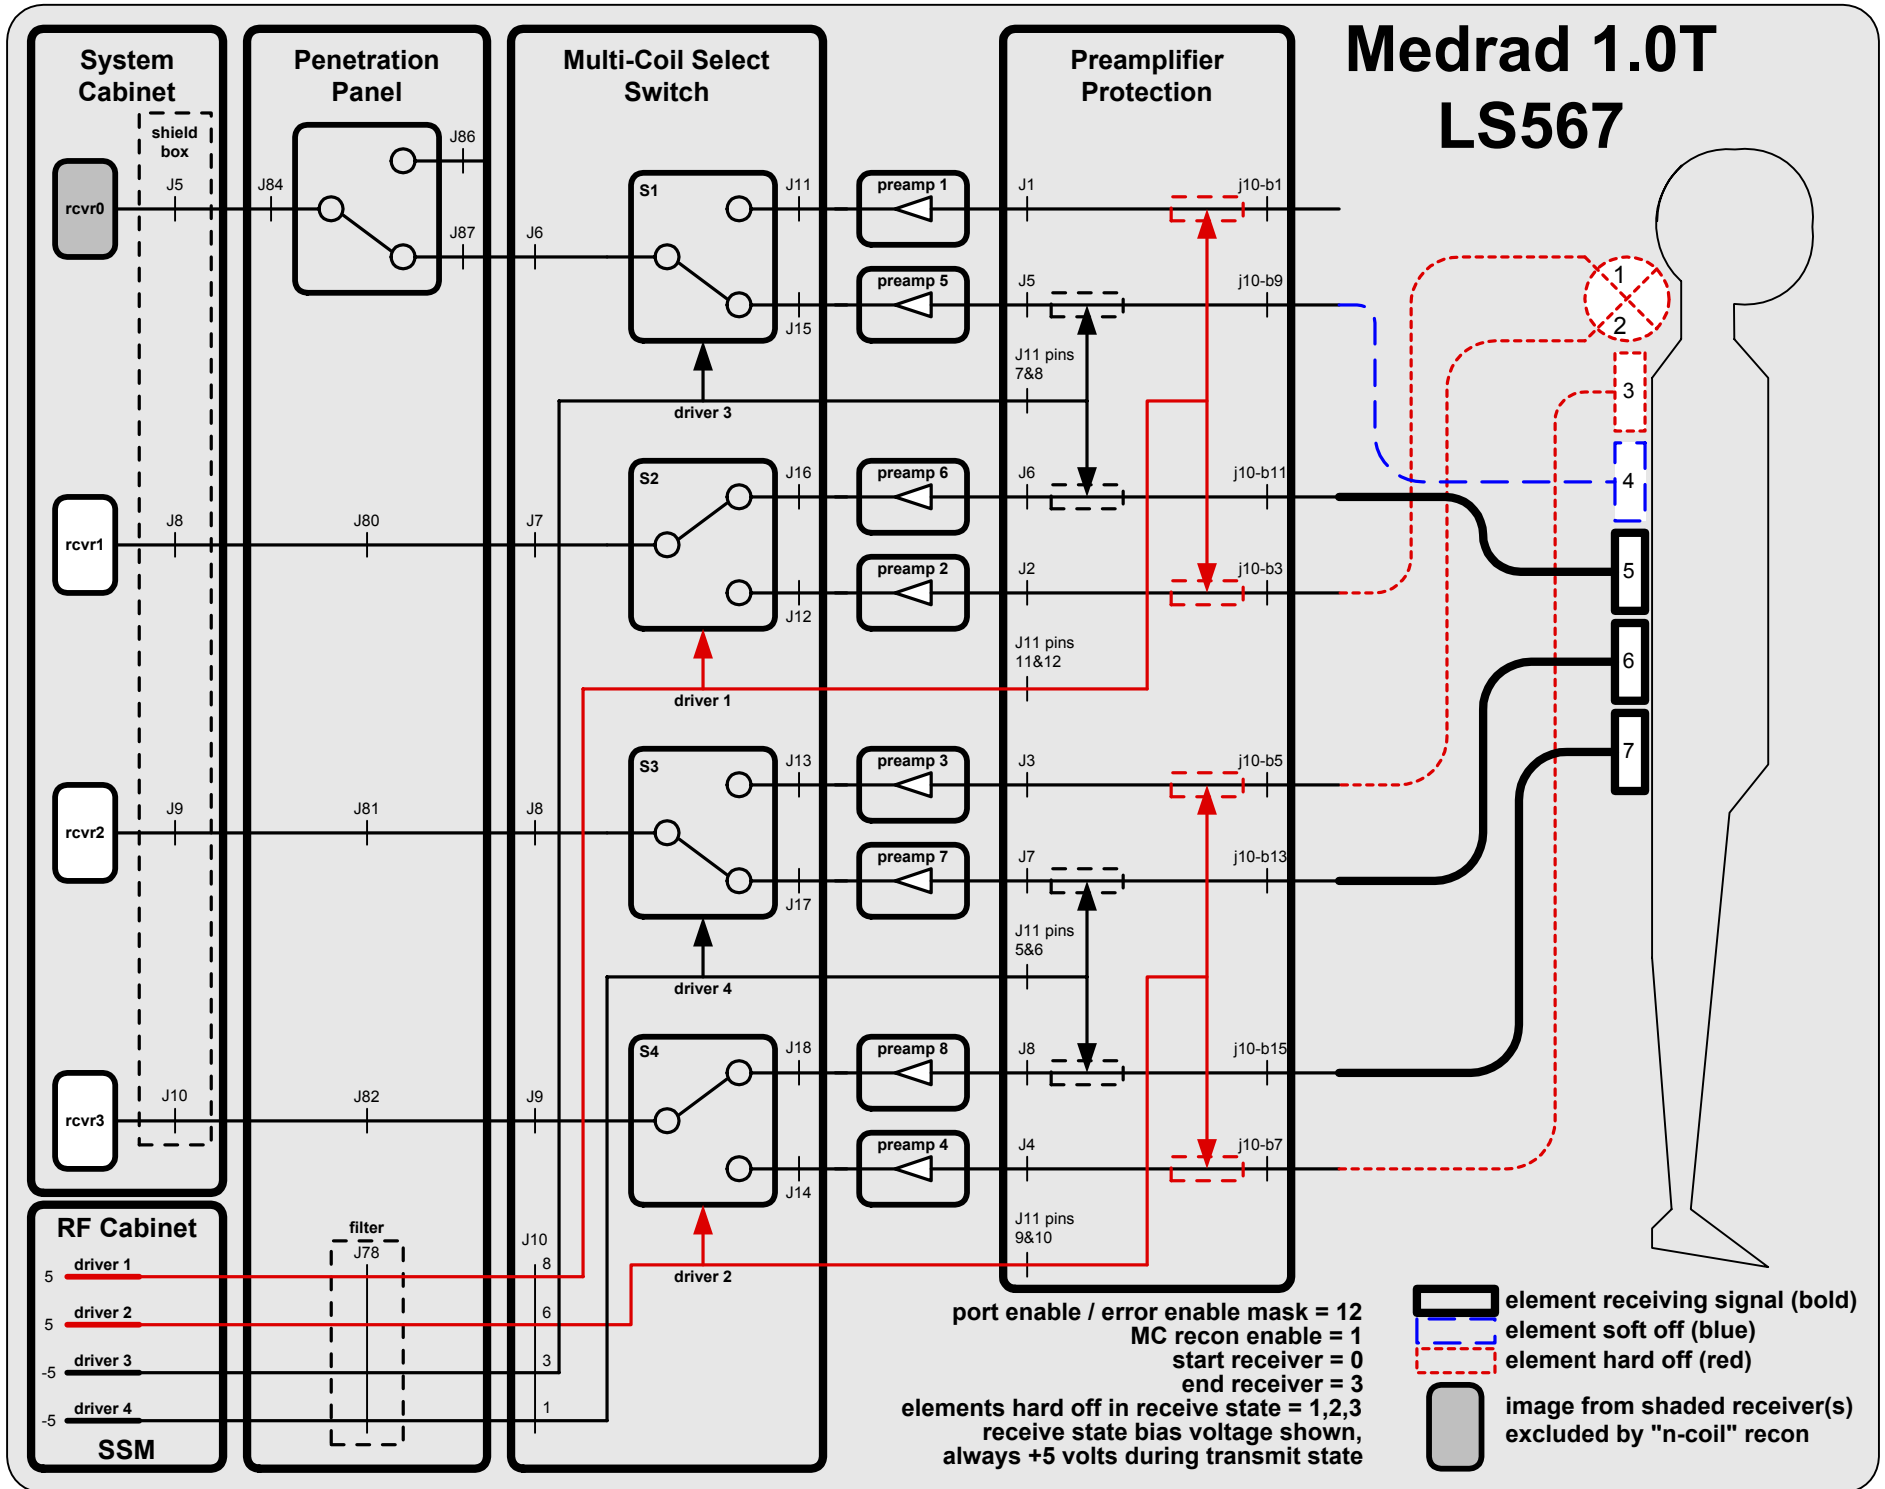 Medrad 1.0T
LS567
System
Cabinet
shield
box
rcvr0
J5
rcvr1
J8
rcvr2
J9
rcvr3
J10
Penetration
Panel
J84
J86
J87
J80
J81
J82
Multi-Coil Select
Switch
J6
S1
J11
J15
driver 3
J7
S2
J16
J12
driver 1
J8
S3
J13
J17
driver 4
J9
S4
J18
J14
driver 2
preamp 1
preamp 5
preamp 6
preamp 2
preamp 3
preamp 7
preamp 8
preamp 4
Preamplifier
Protection
J1
j10-b1
J5
j10-b9
J11 pins
7&8
J6
j10-b11
J2
j10-b3
J11 pins
11&12
J3
j10-b5
J7
j10-b13
J11 pins
5&6
J8
j10-b15
J4
j10-b7
J11 pins
9&10
1
2
3
4
5
6
7
RF Cabinet
5 driver 1
5 driver 2
-5 driver 3
-5 driver 4
SSM
filter
J78
J10
8
6
3
1
port enable / error enable mask = 12
MC recon enable = 1
start receiver = 0
end receiver = 3
elements hard off in receive state = 1,2,3
receive state bias voltage shown,
always +5 volts during transmit state
element receiving signal (bold)
element soft off (blue)
element hard off (red)
image from shaded receiver(s)
excluded by "n-coil" recon